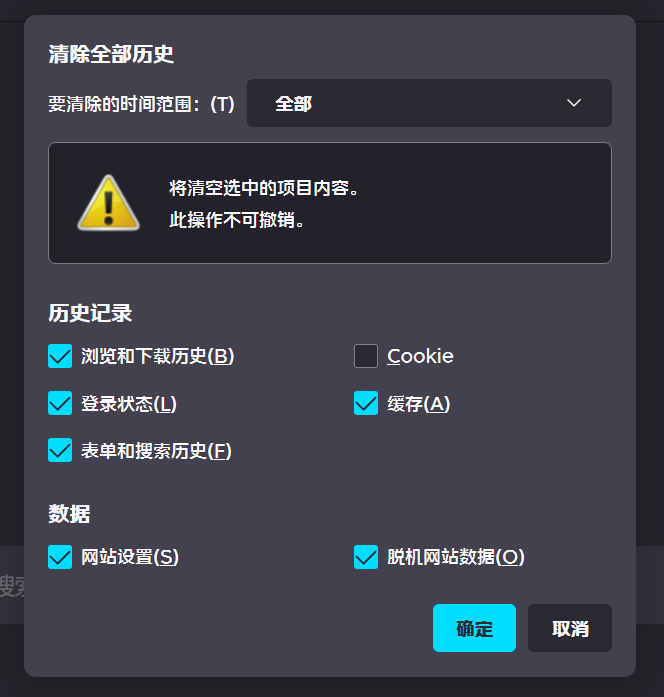 清除全部历史
要清除的时间范围：(T) 全部
将清空选中的项目内容。
此操作不可撤销。
历史记录
浏览和下载历史(B) Cookie
登录状态(L) 缓存(A)
表单和搜索历史(F)
数据
网站设置(S) 脱机网站数据(O)
搜索
确定 取消